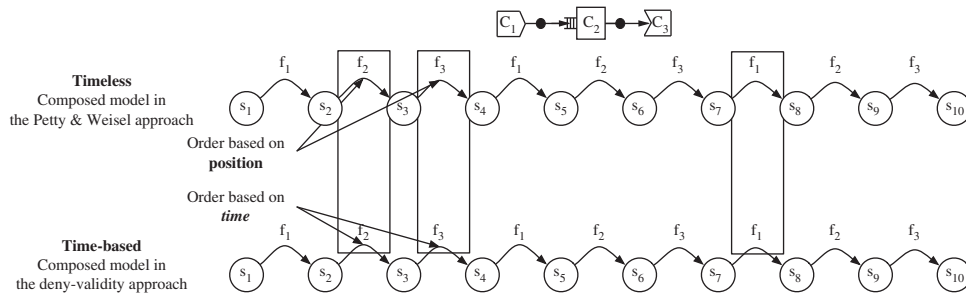 C1 C2 C3
f1 f2 f3 f1 f2 f3 f1 f2 f3
Timeless
Composed model in
the Petty & Weisel approach
s1 s2 s3 s4 s5 s6 s7 s8 s9 s10
Order based on
position
Order based on
time
f1 f2 f3 f1 f2 f3 f1 f2 f3
Time-based
Composed model in
the deny-validity approach
s1 s2 s3 s4 s5 s6 s7 s8 s9 s10